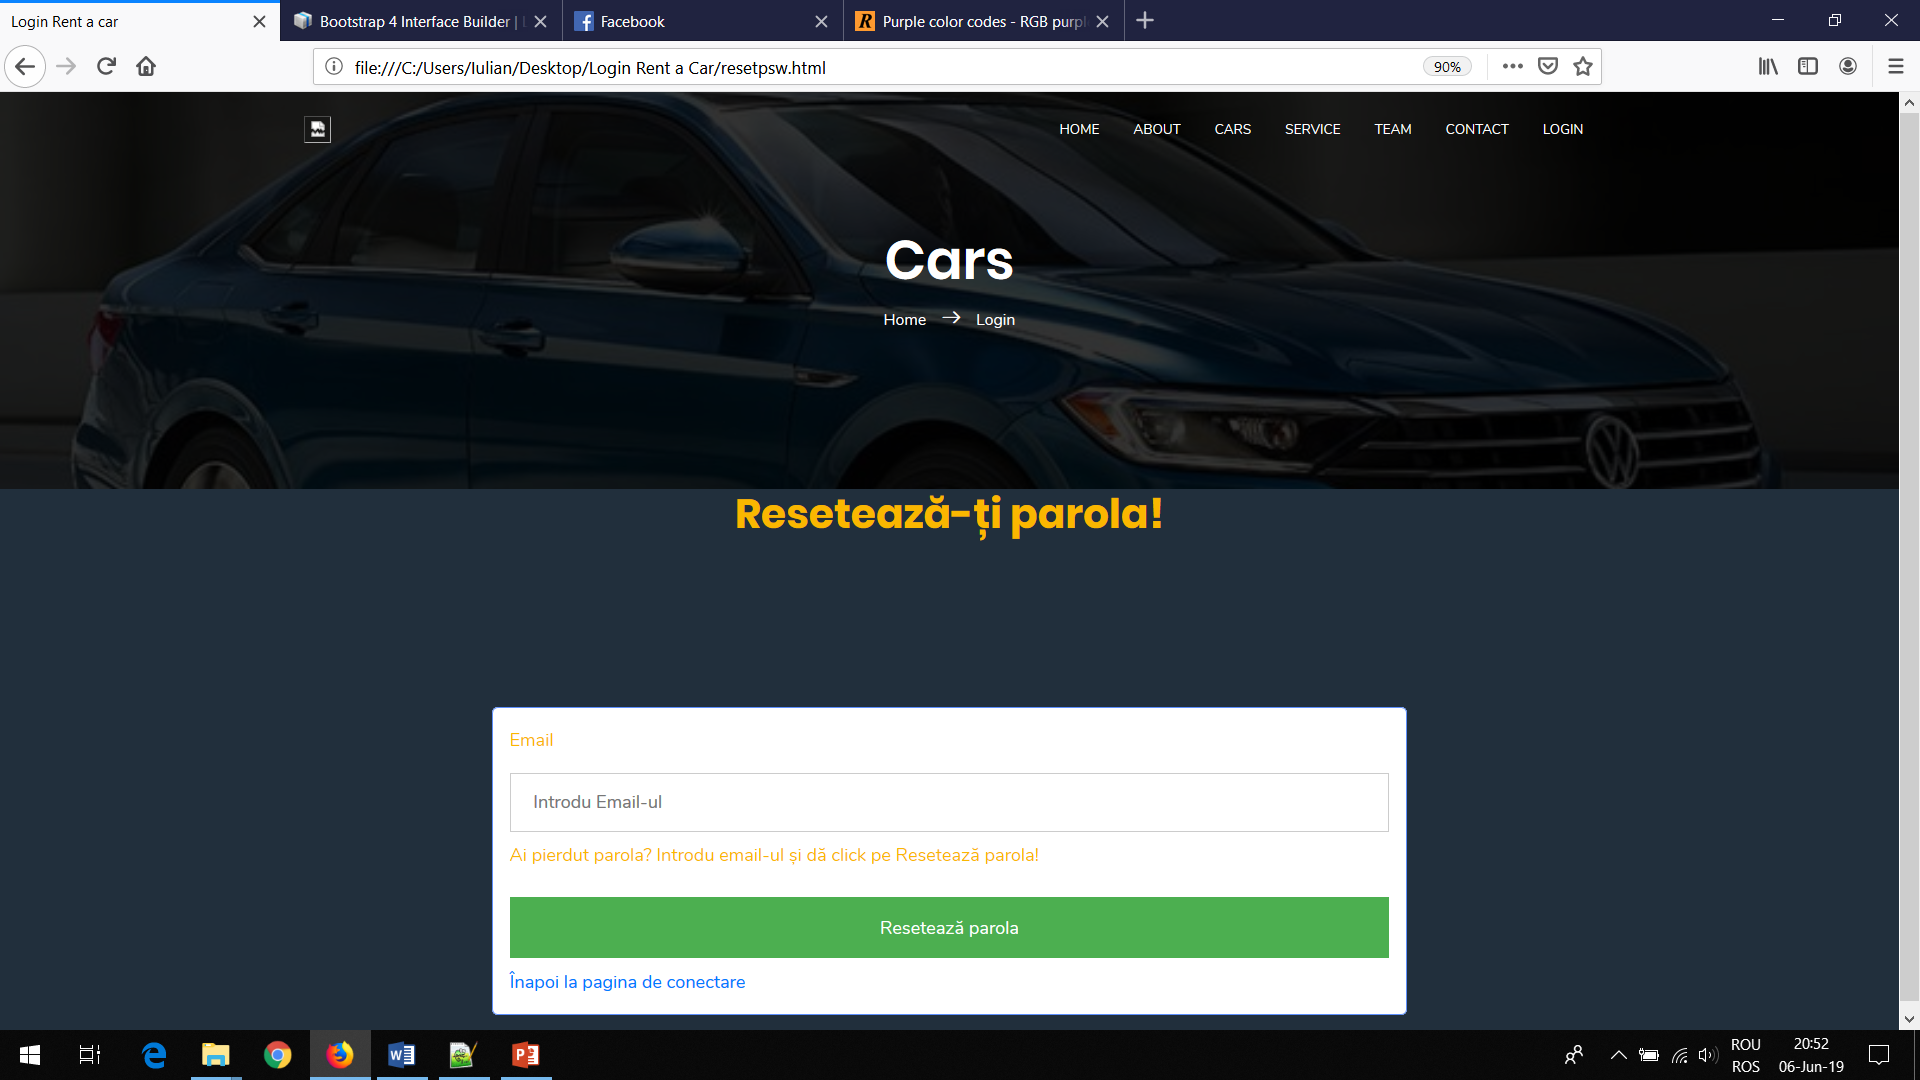 Login Rent a car
Bootstrap 4 Interface Builder |
Facebook
Purple color codes - RGB purpl
file:///C:/Users/Iulian/Desktop/Login Rent a Car/resetpsw.html
90%
HOME ABOUT CARS SERVICE TEAM CONTACT LOGIN
Cars
Home → Login
Resetează-ți parola!
Email
Introdu Email-ul
Ai pierdut parola? Introdu email-ul și dă click pe Resetează parola!
Resetează parola
Înapoi la pagina de conectare
ROU
ROS
20:52
06-Jun-19